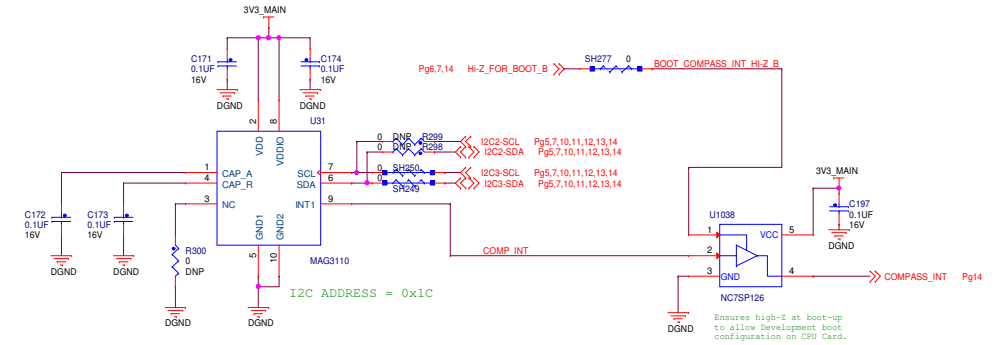 3V3_MAIN
C171
0.1UF
16V
DGND
C174
0.1UF
16V
DGND
Pg6,7,14
Hi-Z_FOR_BOOT_B
SH277
0
BOOT_COMPASS_INT_HI-Z_B
2
8
U31
VDD
VDDIO
0
DNP
R299
I2C2-SCL
Pg5,7,10,11,12,13,14
0
DNP
R298
I2C2-SDA
Pg5,7,10,11,12,13,14
1
CAP_A
SCL
7
0
SH250
I2C3-SCL
Pg5,7,10,11,12,13,14
4
CAP_R
SDA
6
0
SH249
I2C3-SDA
Pg5,7,10,11,12,13,14
3
NC
INT1
9
GND1
GND2
5
10
MAG3110
C172
0.1UF
16V
DGND
C173
0.1UF
16V
DGND
R300
0
DNP
DGND
DGND
I2C ADDRESS = 0x1C
COMP_INT
3V3_MAIN
C197
0.1UF
16V
DGND
U1038
1
VCC
5
2
3
GND
4
NC7SP126
DGND
COMPASS_INT
Pg14
Ensures high-Z at boot-up
to allow Development boot
configuration on CPU Card.